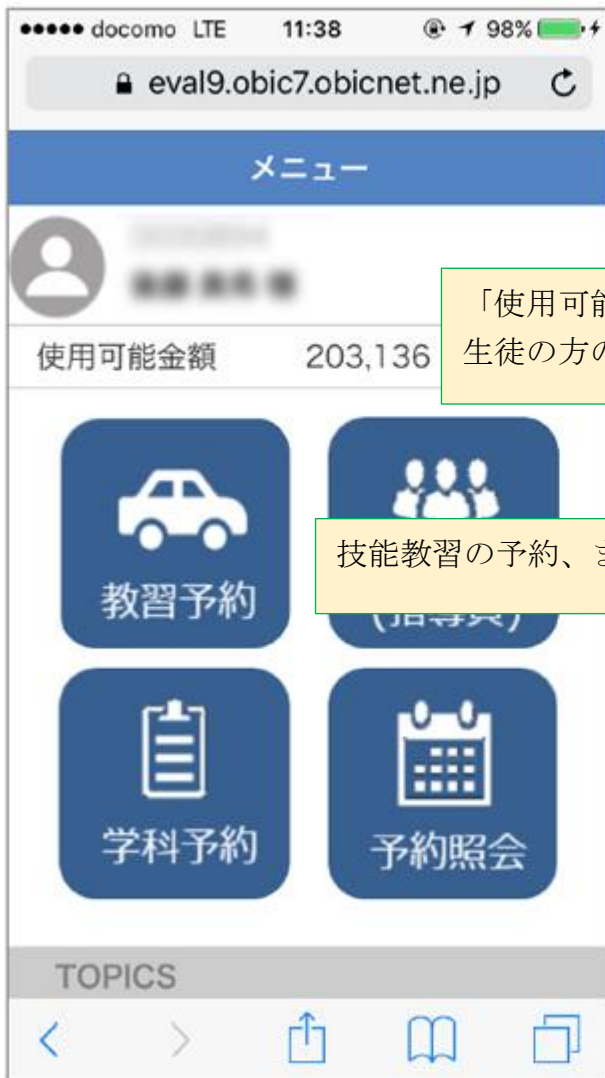 docomo LTE 11:38 98%
eval9.obic7.obicnet.ne.jp
メニュー
使用可能金額 203,136
「使用可能
生徒の方の
教習予約
技能教習の予約、ま
学科予約
予約照会
TOPICS